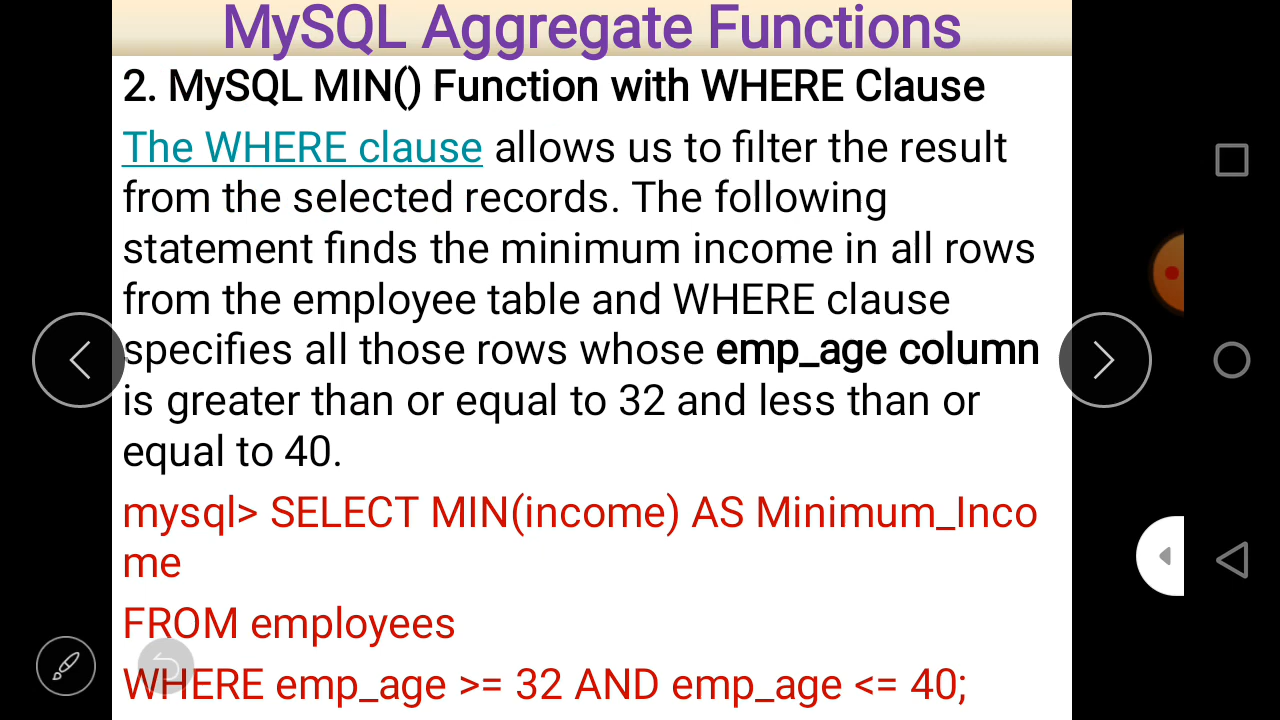 MySQL Aggregate Functions
2. MySQL MIN() Function with WHERE Clause
The WHERE clause allows us to filter the result
from the selected records. The following
statement finds the minimum income in all rows
from the employee table and WHERE clause
specifies all those rows whose emp_age column
is greater than or equal to 32 and less than or
equal to 40.
mysql> SELECT MIN(income) AS Minimum_Inco
me
FROM employees
WHERE emp_age >= 32 AND emp_age <= 40;